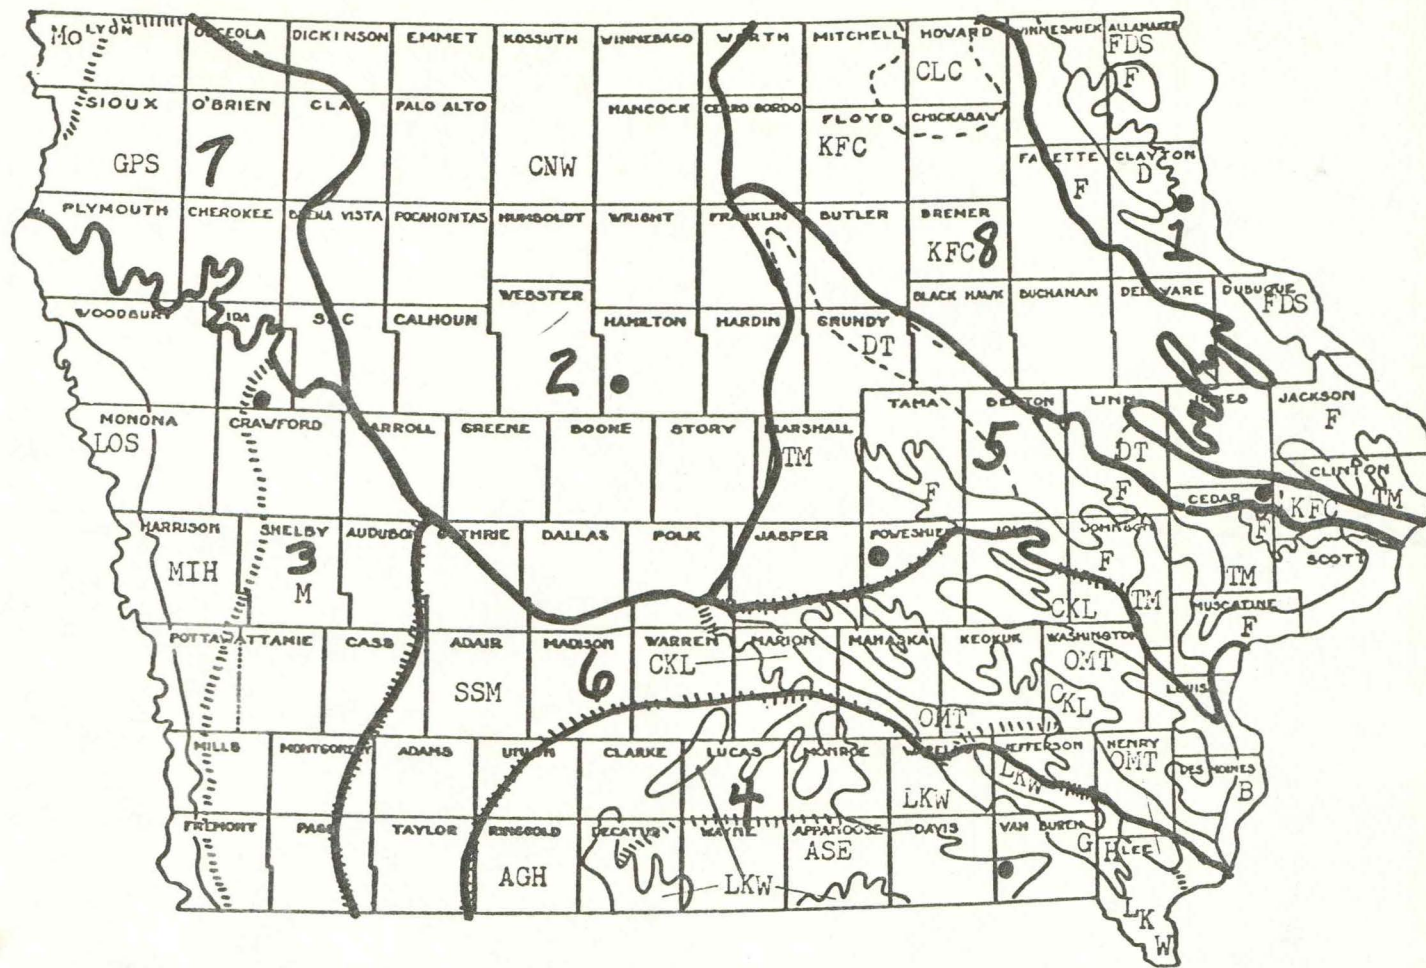 Mo LYON OSCEOLA DICKINSON EMMET KOSSUTH WINNEBAGO WORTH MITCHELL HOWARD WINNESHIEK ALLAMAKEE
FDS
CLC F
SIOUX O'BRIEN CLAY PALO ALTO HANCOCK CERRO GORDO FLOYD CHICKASAW
KFC FAYETTE CLAYTON
GPS 7 CNW F D
PLYMOUTH CHEROKEE BUENA VISTA POCAHONTAS HUMBOLDT WRIGHT FRANKLIN BUTLER BREMER
KFC 8 1
WEBSTER BLACK HAWK BUCHANAN DELAWARE DUBUQUE
FDS
WOODBURY IDA SAC CALHOUN HAMILTON HARDIN GRUNDY
DT
2
TAMA BENTON LINN JONES JACKSON
MONONA CRAWFORD CARROLL GREENE BOONE STORY MARSHALL F
LOS TM 5 DT CLINTON
F F CEDAR KFC TM
HARRISON SHELBY AUDUBON GUTHRIE DALLAS POLK JASPER POWESHIEK IOWA JOHNSON F
3 F SCOTT
MIH M CKL TM TM
MUSCATINE
POTTAWATTAMIE CASS ADAIR MADISON WARREN MARION MAHASKA KEOKUK WASHINGTON F
CKL OMT
SSM 6 CKL LOUISA
OMT
MILLS MONTGOMERY ADAMS UNION CLARKE LUCAS MONROE WAPELLO JEFFERSON HENRY
OMT DES MOINES
4 LKW LKW B
FREMONT PAGE TAYLOR RINGGOLD DECATUR WAYNE APPANOOSE DAVIS VAN BUREN
ASE G H LEE
AGH LKW
L K W